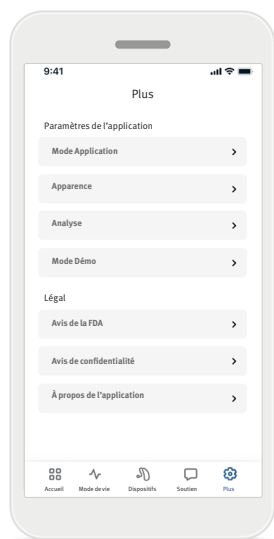 9:41
Plus
Paramètres de l'application
Mode Application
Apparence
Analyse
Mode Démo
Légal
Avis de la FDA
Avis de confidentialité
À propos de l'application
Accueil Mode de vie Dispositifs Soutien Plus